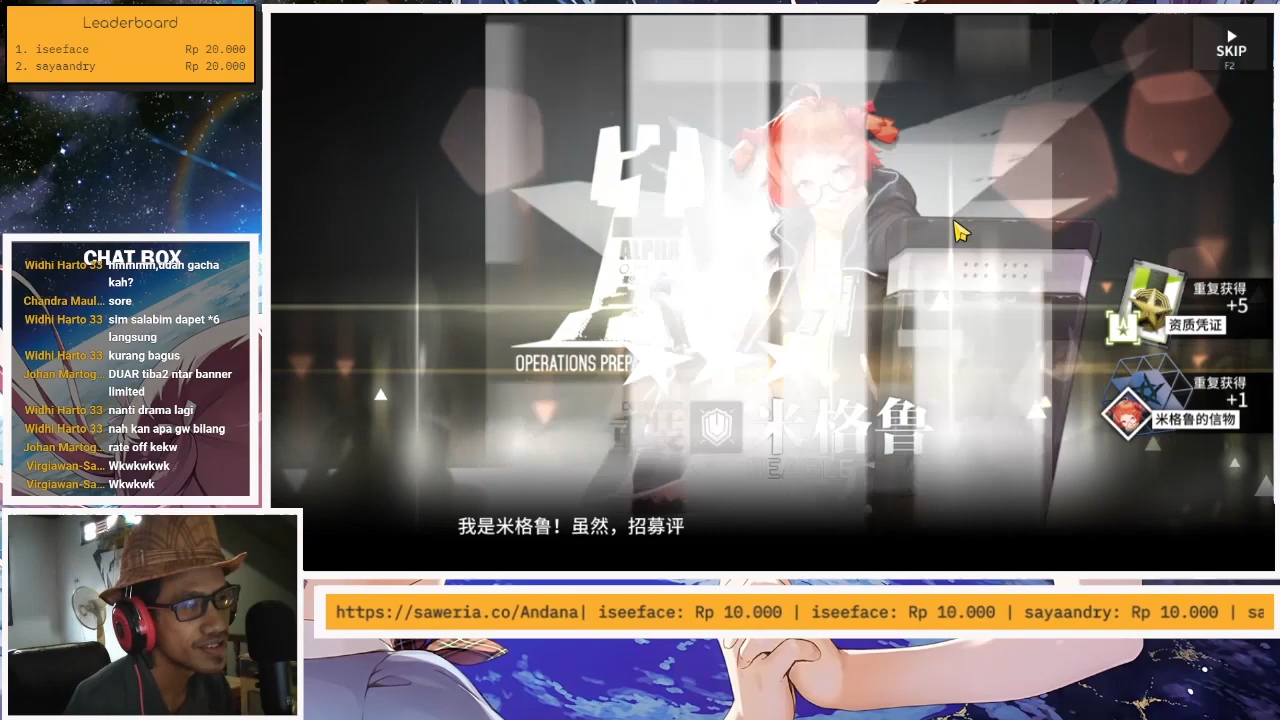 Leaderboard
1. iseeface Rp 20.000
2. sayaandry Rp 20.000
CHAT BOX
Widhi Harto 33 hmmmm,duah gacha
kah?
Chandra Maul... sore
Widhi Harto 33 sim salabim dapet *6
langsung
Widhi Harto 33 kurang bagus
Johan Martog... DUAR tiba2 ntar banner
limited
Widhi Harto 33 nanti drama lagi
Widhi Harto 33 nah kan apa gw bilang
Johan Martog... rate off kekw
Virgiawan-Sa... Wkwkwkwk
Virgiawan-Sa... Wkwkwk
SKIP
F2
ALPHA
OPERATIONS PREP
米格鲁
重复获得
+5
资质凭证
重复获得
+1
米格鲁的信物
我是米格鲁！虽然，招募评
https://saweria.co/Andana| iseeface: Rp 10.000 | iseeface: Rp 10.000 | sayaandry: Rp 10.000 | sa